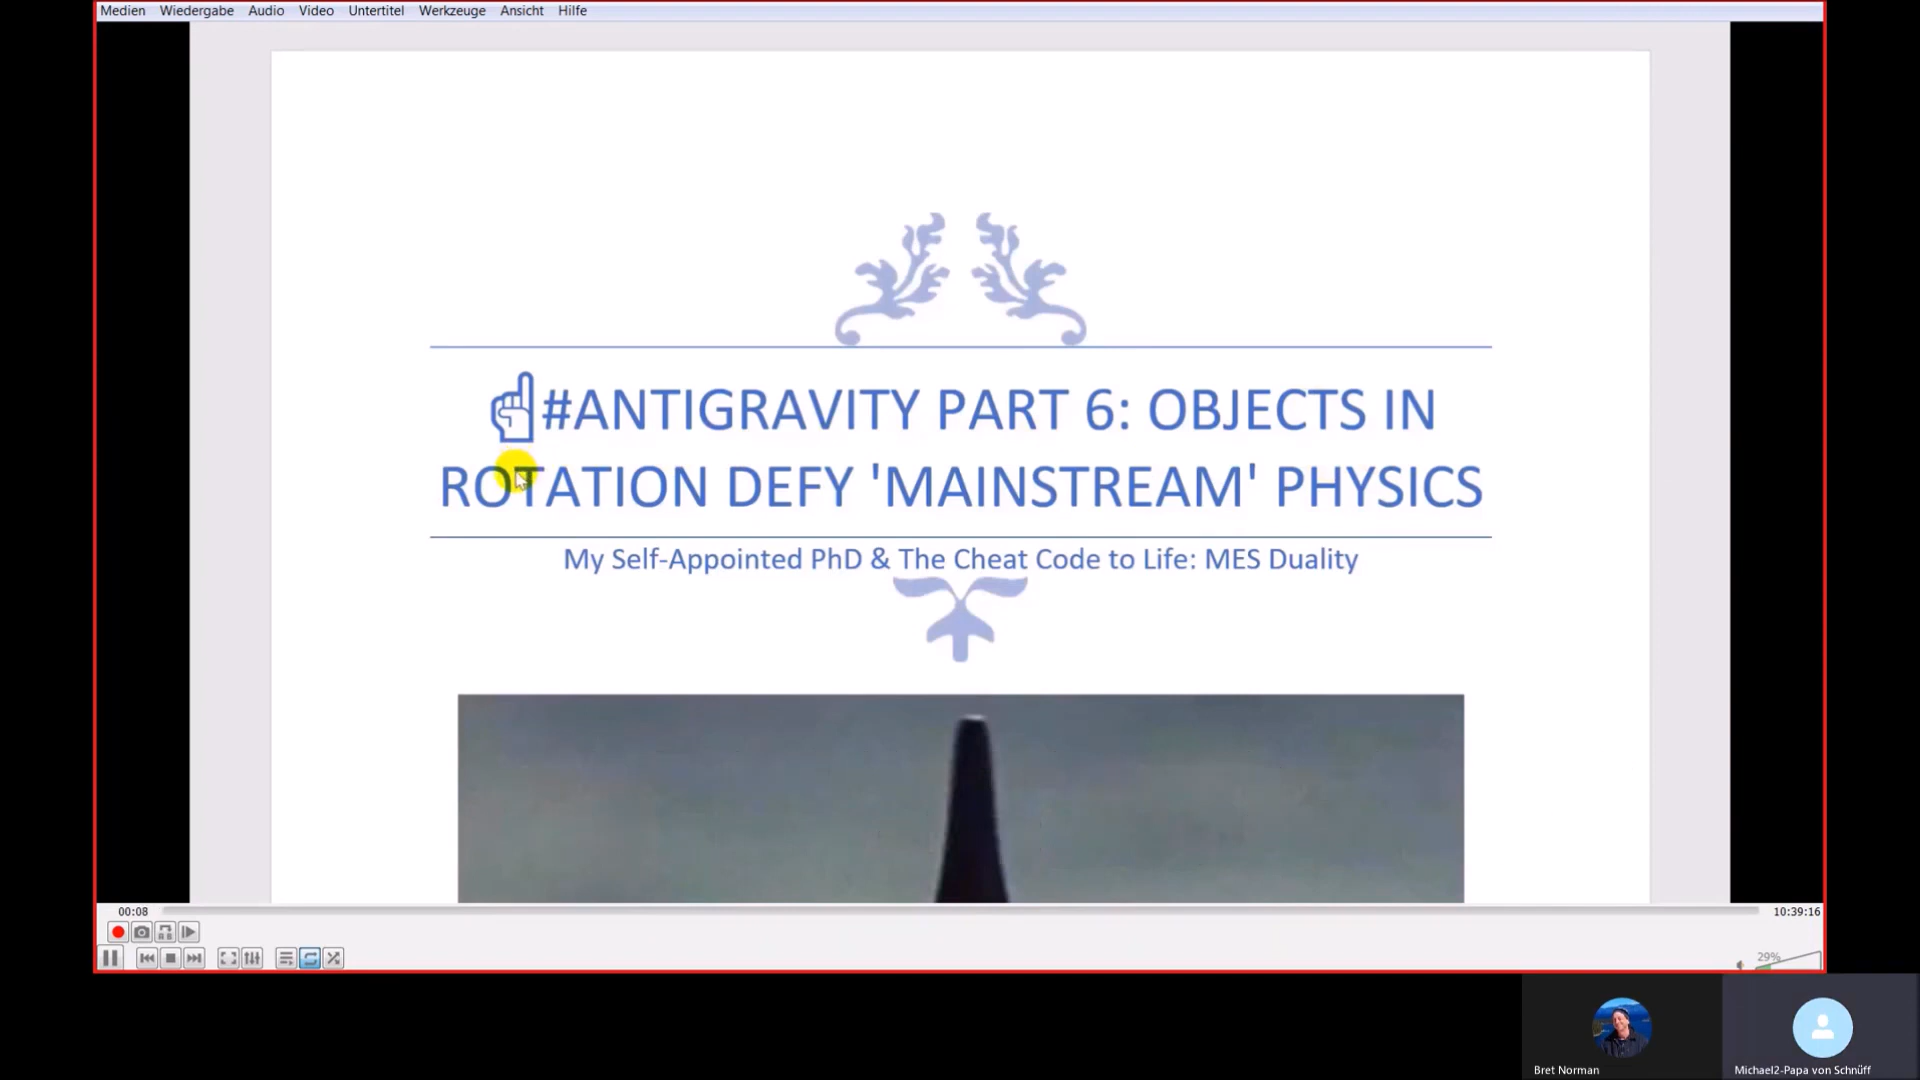 Medien Wiedergabe Audio Video Untertitel Werkzeuge Ansicht Hilfe
☝#ANTIGRAVITY PART 6: OBJECTS IN
ROTATION DEFY 'MAINSTREAM' PHYSICS
My Self-Appointed PhD & The Cheat Code to Life: MES Duality
00:08
10:39:16
29%
Bret Norman
Michael2-Papa von Schnüff